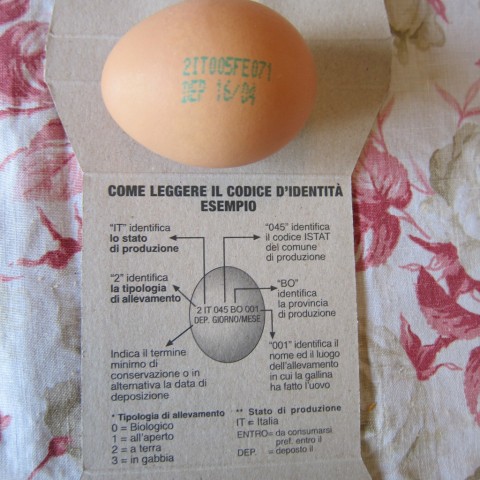 2IT005FE071
DEP 16/04
COME LEGGERE IL CODICE D'IDENTITÀ
ESEMPIO
"IT" identifica
lo stato
di produzione
"045" identifica
il codice ISTAT
del comune
di produzione
"2" identifica
la tipologia
di allevamento
"BO"
identifica
la provincia
di produzione
2 IT 045 BO 001
DEP. GIORNO/MESE
Indica il termine
minimo di
conservazione o in
alternativa la data di
deposizione
"001" identifica il
nome ed il luogo
dell'allevamento
in cui la gallina
ha fatto l'uovo
* Tipologia di allevamento
0 = Biologico
1 = all'aperto
2 = a terra
3 = in gabbia
** Stato di produzione
IT = Italia
ENTRO= da consumarsi
pref. entro il
DEP. = deposto il